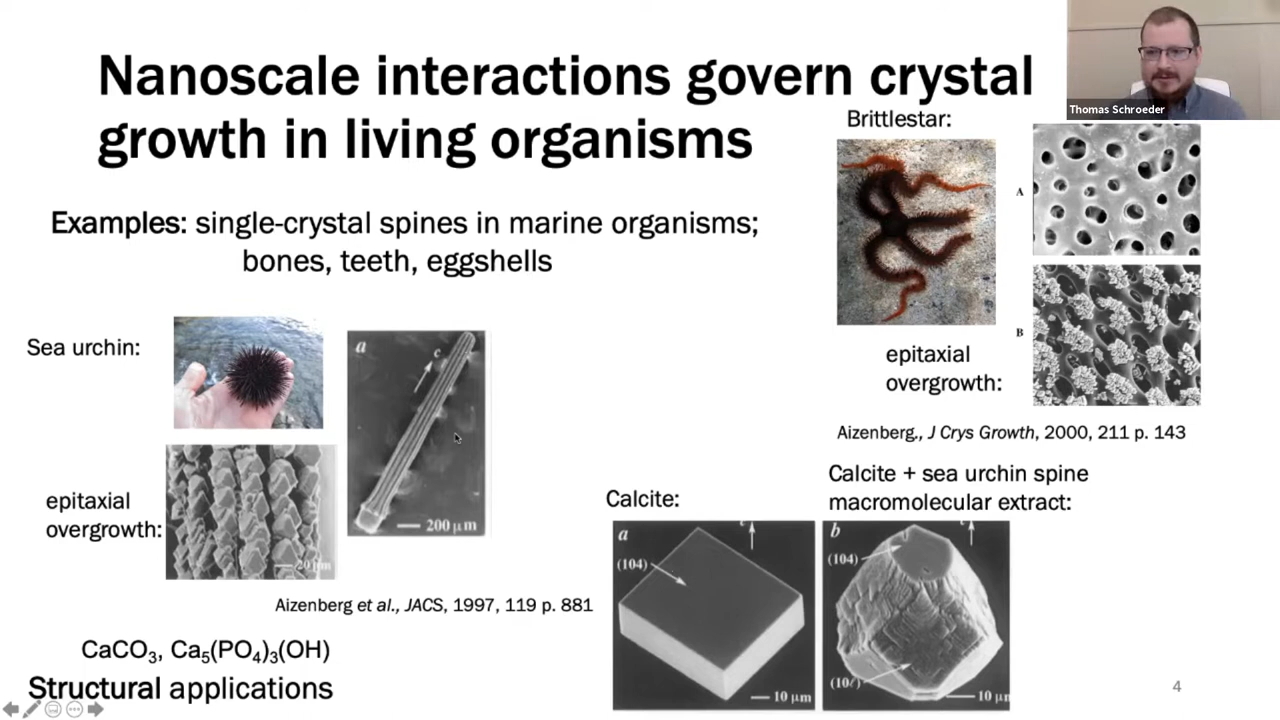 Nanoscale interactions govern crystal
growth in living organisms
Thomas Schroeder
Examples: single-crystal spines in marine organisms;
bones, teeth, eggshells
Brittlestar:
A
B
epitaxial
overgrowth:
Aizenberg., J Crys Growth, 2000, 211 p. 143
Sea urchin:
a
c
200 μm
epitaxial
overgrowth:
20 μm
Aizenberg et al., JACS, 1997, 119 p. 881
Calcite:
a
c
(104)
10 μm
Calcite + sea urchin spine
macromolecular extract:
b
c
(104)
(10ℓ)
10 μm
CaCO₃, Ca₅(PO₄)₃(OH)
Structural applications
4